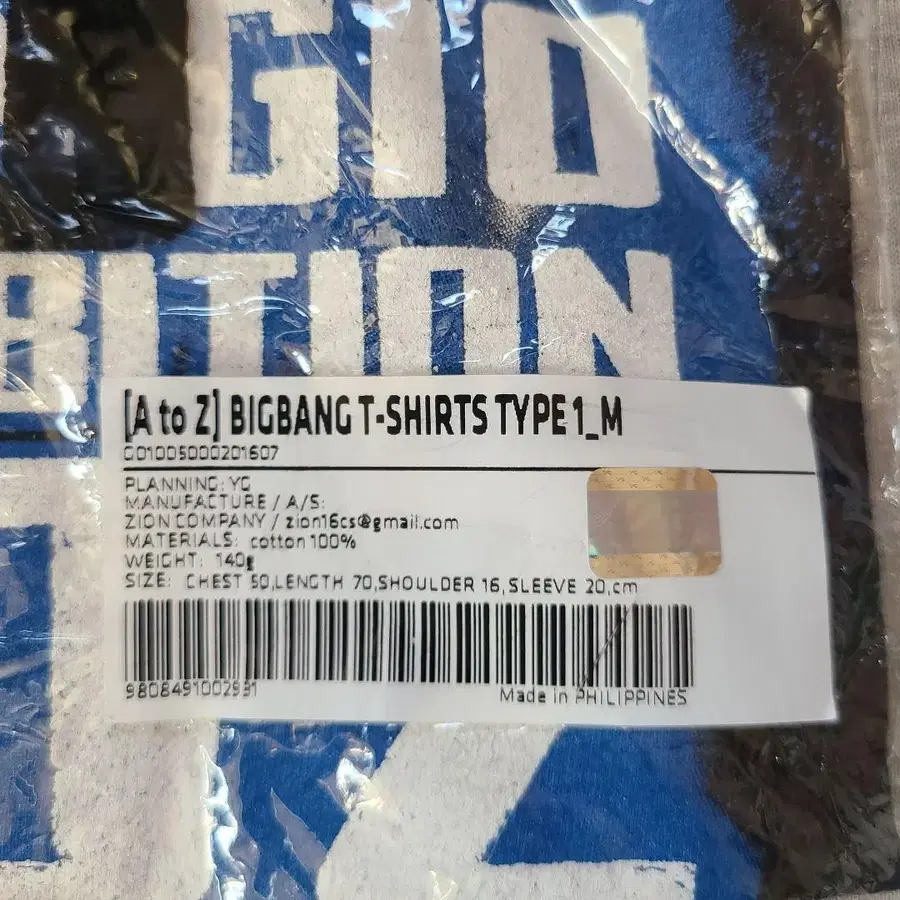 GIO
BITION
[A to Z] BIGBANG T-SHIRTS TYPE 1_M
G01005000201607
PLANNING: YG
MANUFACTURE / A/S:
ZION COMPANY / zion16cs@gmail.com
MATERIALS: cotton 100%
WEIGHT: 140g
SIZE: CHEST 50,LENGTH 70,SHOULDER 16,SLEEVE 20,cm
9808491002931
Made in PHILIPPINES